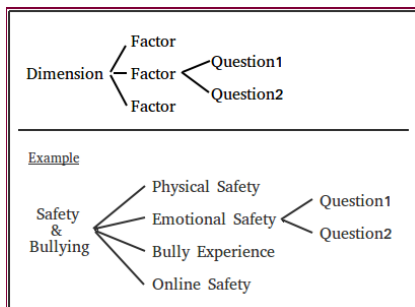 Factor
Question1
Dimension Factor
Question2
Factor
Example
Physical Safety
Question1
Safety
Emotional Safety
&
Question2
Bullying
Bully Experience
Online Safety